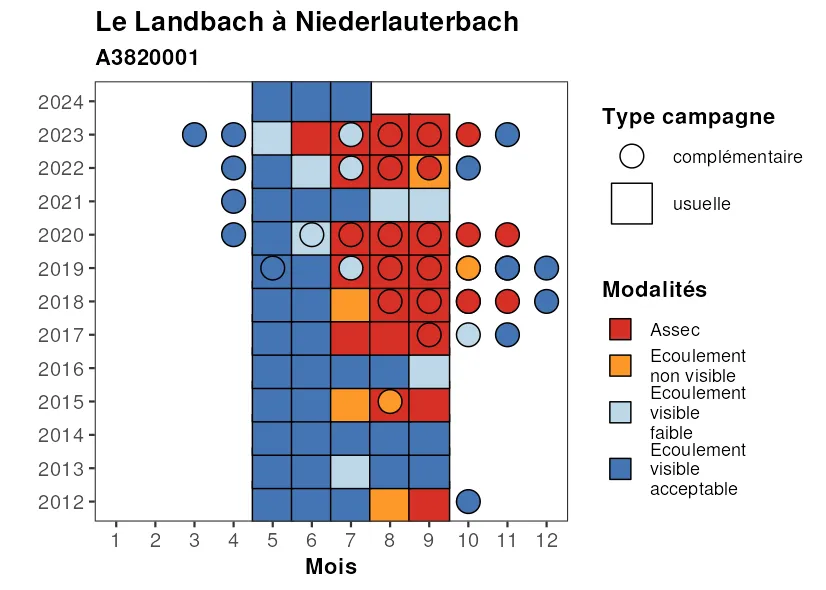 Le Landbach à Niederlauterbach
A3820001
2024
2023
2022
2021
2020
2019
2018
2017
2016
2015
2014
2013
2012
1 2 3 4 5 6 7 8 9 10 11 12
Mois
Type campagne
complémentaire
usuelle
Modalités
Assec
Ecoulement
non visible
Ecoulement
visible
faible
Ecoulement
visible
acceptable